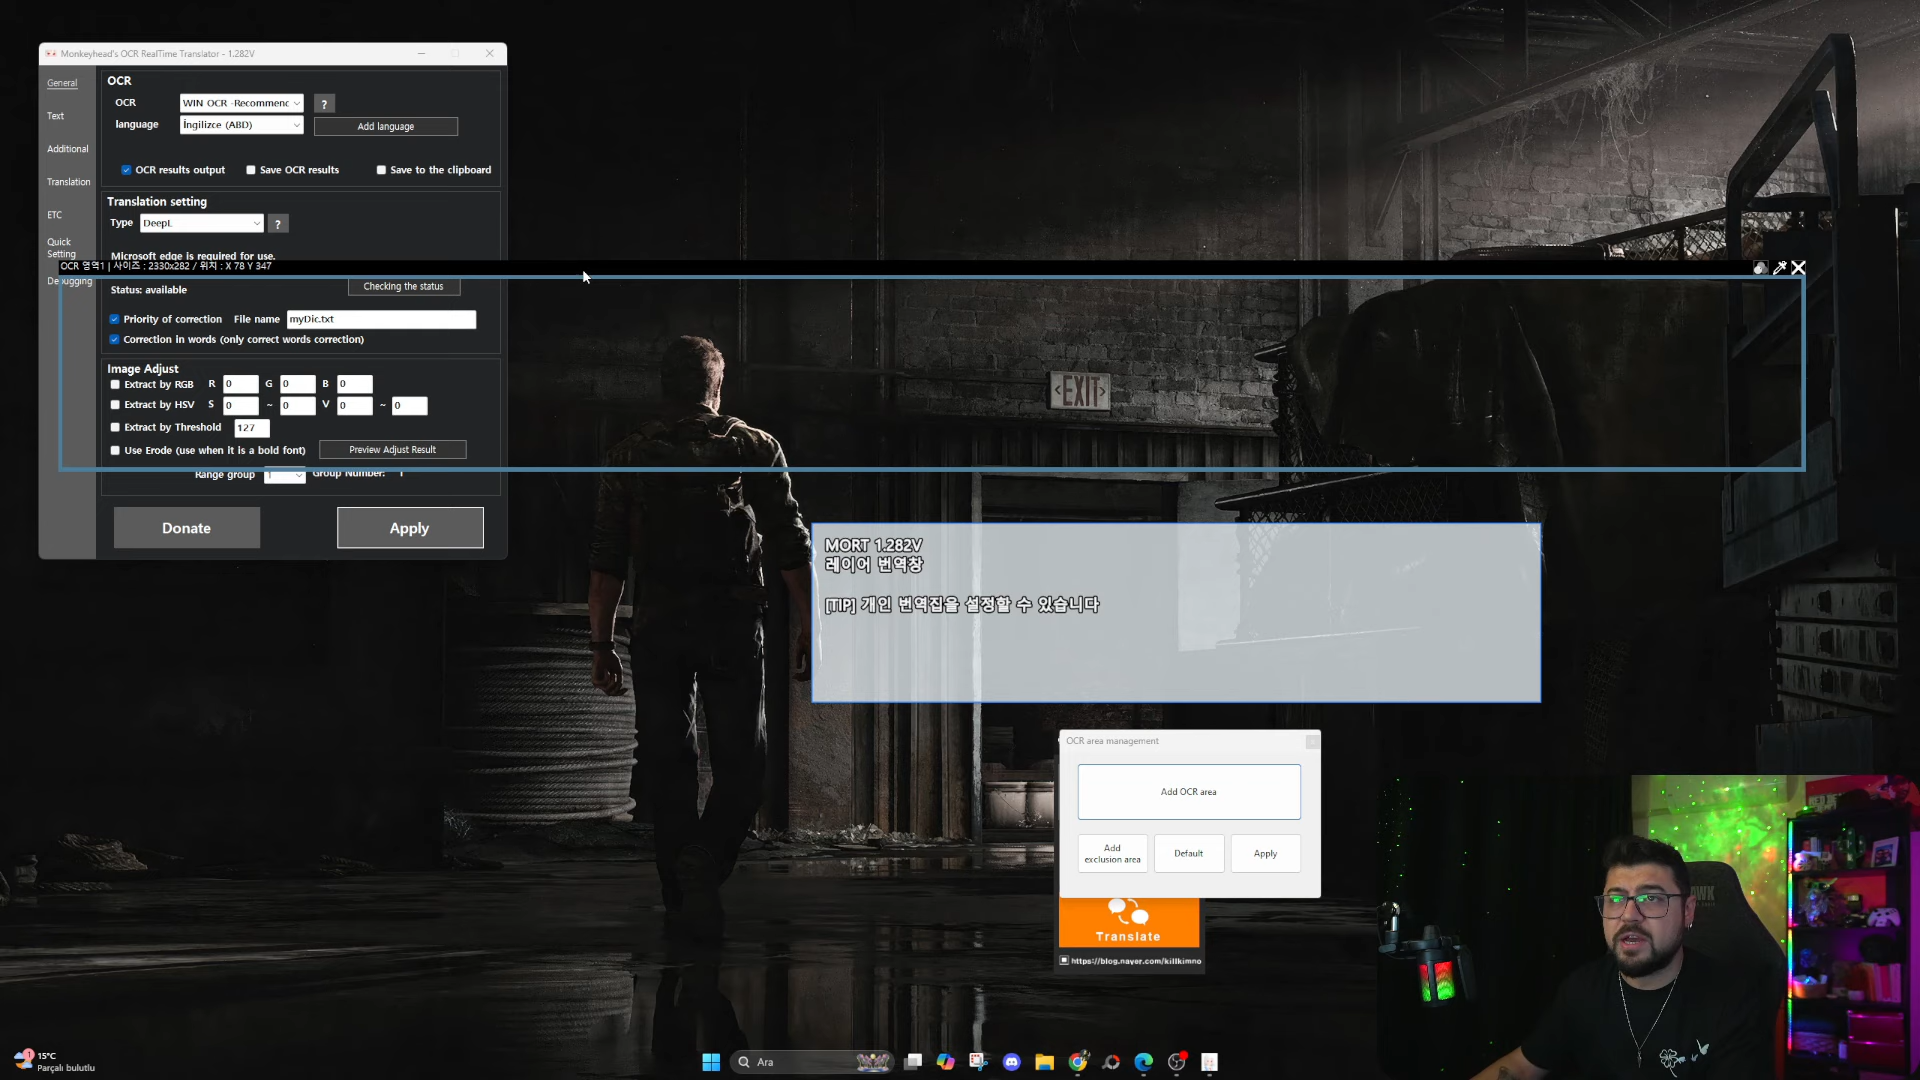 Monkeyhead's OCR RealTime Translator - 1.282V
General
Text
Additional
Translation
ETC
Quick
Setting
Debugging
OCR
OCR
WIN OCR -Recommenc
?
language
İngilizce (ABD)
Add language
OCR results output
Save OCR results
Save to the clipboard
Translation setting
Type
DeepL
?
Microsoft edge is required for use.
OCR 영역1 | 사이즈 : 2330x282 / 위치 : X 78 Y 347
Status: available
Checking the status
Priority of correction
File name
myDic.txt
Correction in words (only correct words correction)
Image Adjust
Extract by RGB R 0 G 0 B 0
Extract by HSV S 0 ~ 0 V 0 ~ 0
Extract by Threshold 127
Use Erode (use when it is a bold font)
Preview Adjust Result
Range group
Group Number:
Donate
Apply
<EXIT>
MORT 1.282V
레이어 번역창
[TIP] 개인 번역집을 설정할 수 있습니다
OCR area management
Add OCR area
Add
exclusion area
Default
Apply
Translate
https://blog.naver.com/killkimno
1
15°C
Parçalı bulutlu
Ara